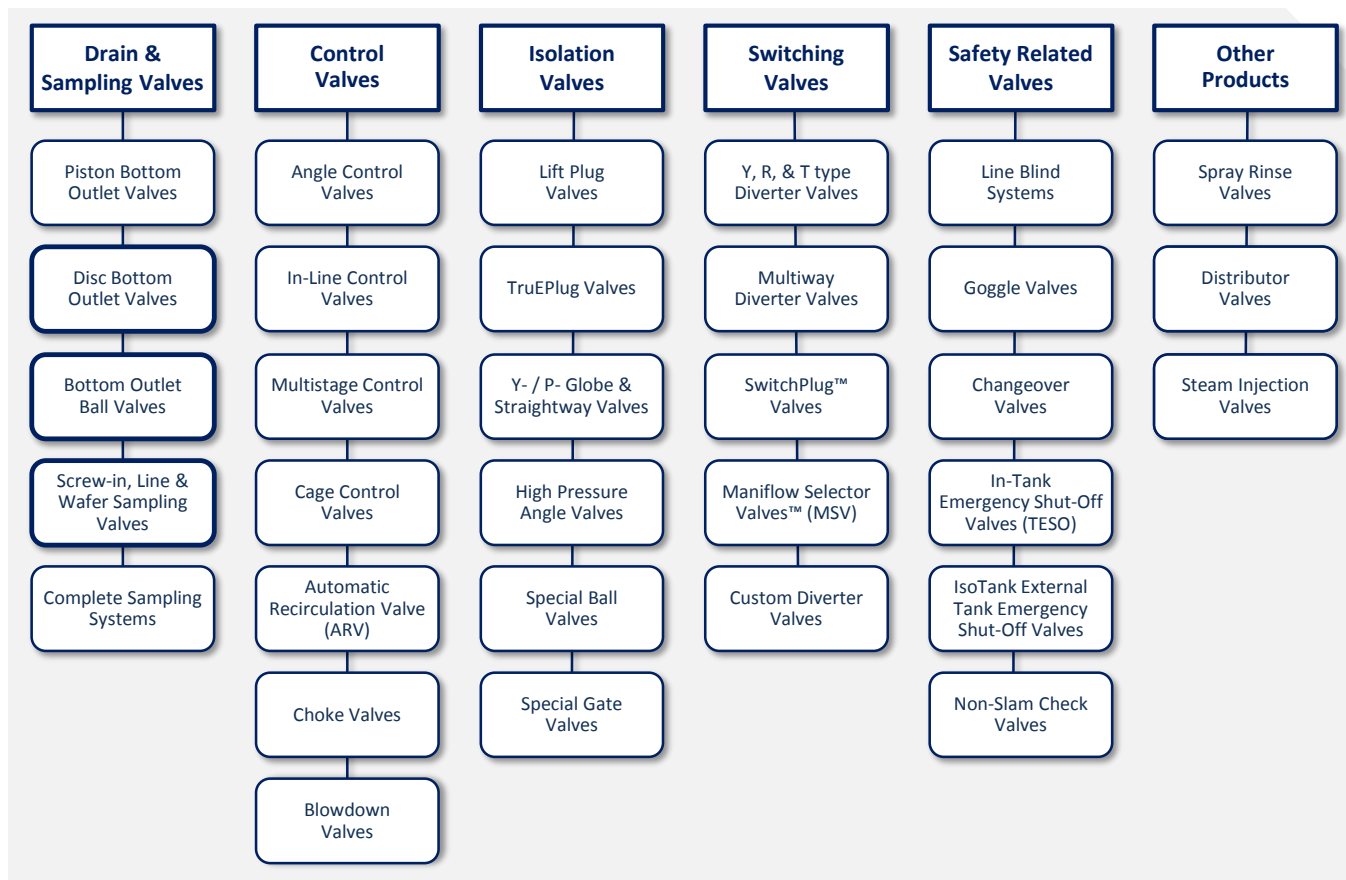 Drain &
Sampling Valves
Piston Bottom
Outlet Valves
Disc Bottom
Outlet Valves
Bottom Outlet
Ball Valves
Screw-in, Line &
Wafer Sampling
Valves
Complete Sampling
Systems
Control
Valves
Angle Control
Valves
In-Line Control
Valves
Multistage Control
Valves
Cage Control
Valves
Automatic
Recirculation Valve
(ARV)
Choke Valves
Blowdown
Valves
Isolation
Valves
Lift Plug
Valves
TruEPlug Valves
Y- / P- Globe &
Straightway Valves
High Pressure
Angle Valves
Special Ball
Valves
Special Gate
Valves
Switching
Valves
Y, R, & T type
Diverter Valves
Multiway
Diverter Valves
SwitchPlug™
Valves
Maniflow Selector
Valves™ (MSV)
Custom Diverter
Valves
Safety Related
Valves
Line Blind
Systems
Goggle Valves
Changeover
Valves
In-Tank
Emergency Shut-Off
Valves (TESO)
IsoTank External
Tank Emergency
Shut-Off Valves
Non-Slam Check
Valves
Other
Products
Spray Rinse
Valves
Distributor
Valves
Steam Injection
Valves